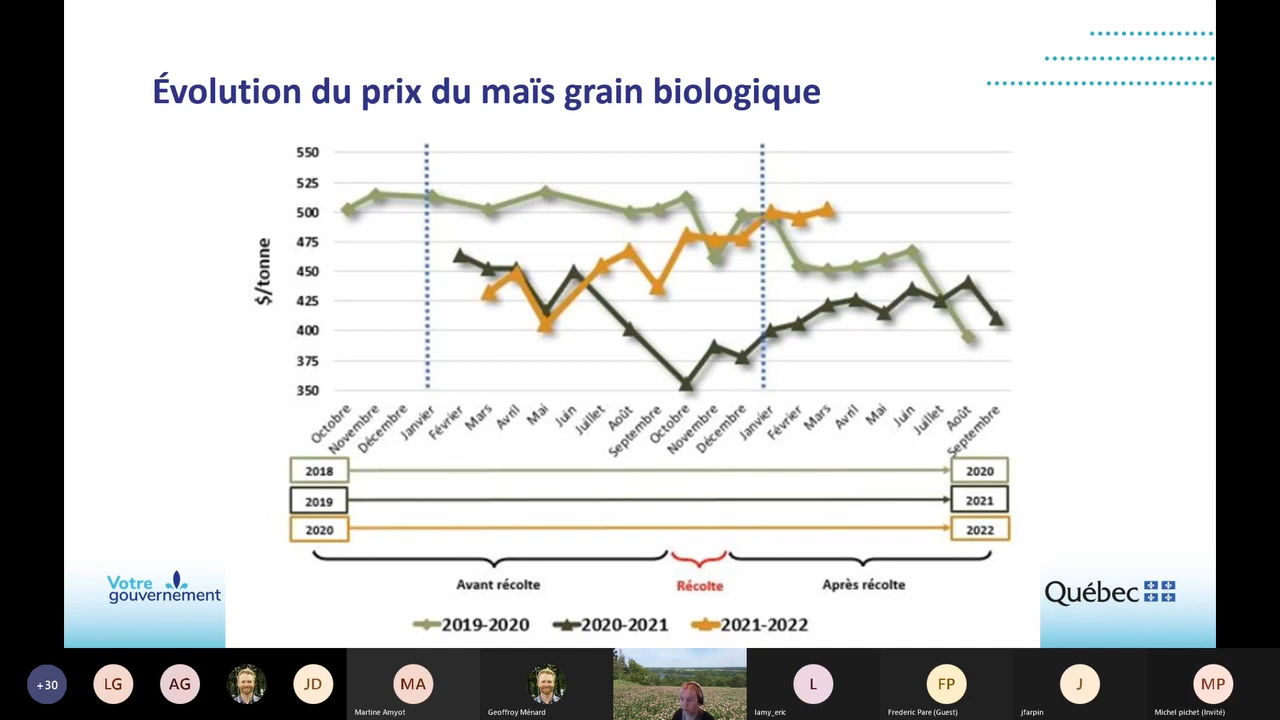 Évolution du prix du maïs grain biologique
550
525
500
475
450
425
400
375
350
$/tonne
Octobre
Novembre
Décembre
Janvier
Février
Mars
Avril
Mai
Juin
Juillet
Août
Septembre
Octobre
Novembre
Décembre
Janvier
Février
Mars
Avril
Mai
Juin
Juillet
Août
Septembre
2018 2020
2019 2021
2020 2022
Avant récolte Récolte Après récolte
2019-2020 2020-2021 2021-2022
Votre
gouvernement
Québec
+30 LG AG JD MA L FP J MP
Martine Amyot Geoffroy Ménard lamy_eric Frederic Pare (Guest) jfarpin Michel pichet (Invité)